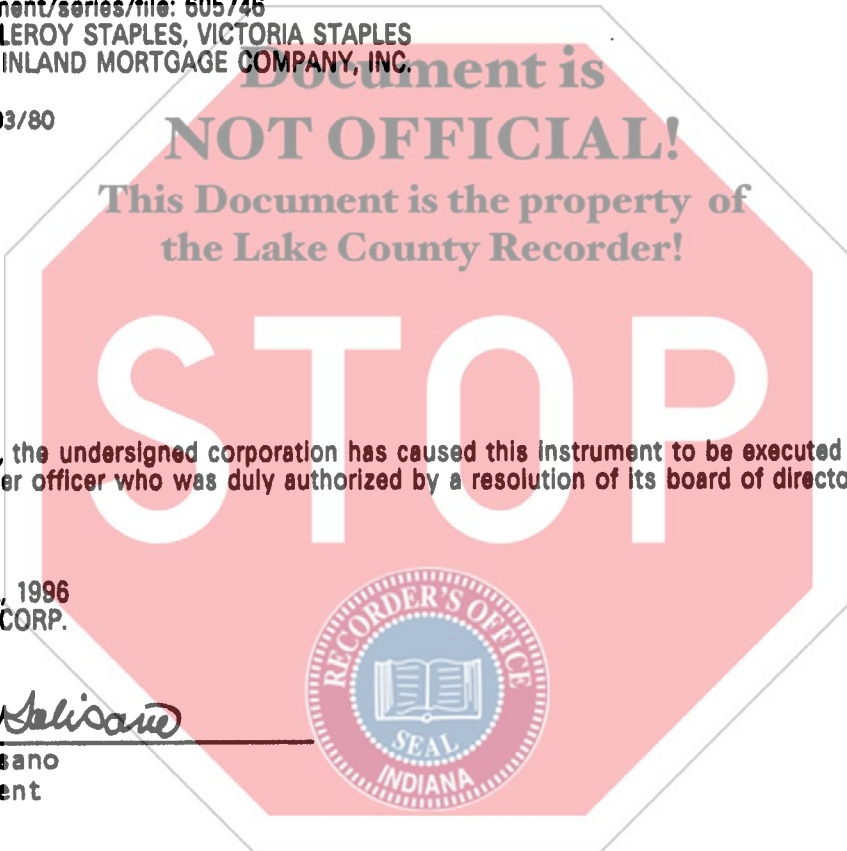 ment/series/file: 605746
LEROY STAPLES, VICTORIA STAPLES
INLAND MORTGAGE COMPANY, INC.
Document is
03/80
NOT OFFICIAL!
This Document is the property of
the Lake County Recorder!
STOP
, the undersigned corporation has caused this instrument to be executed
er officer who was duly authorized by a resolution of its board of directo
, 1996
CORP.
RECORDER'S OFFICE
SEAL
INDIANA
Salisano
sano
ent